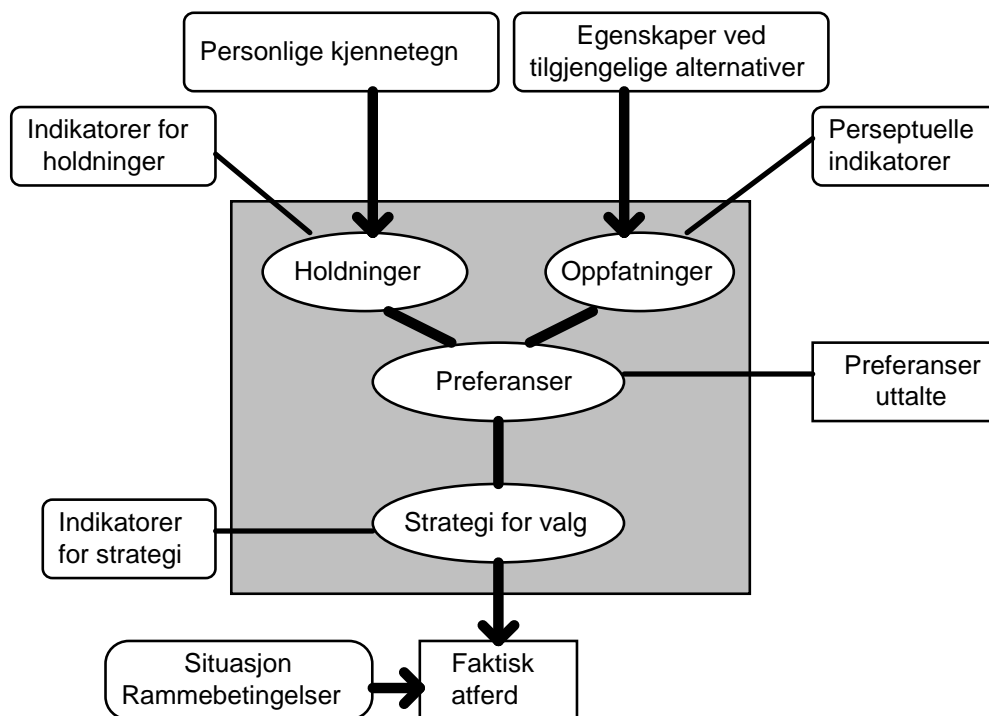 Personlige kjennetegn
Egenskaper ved
tilgjengelige alternativer
Indikatorer for
holdninger
Perseptuelle
indikatorer
Holdninger
Oppfatninger
Preferanser
Preferanser
uttalte
Strategi for valg
Indikatorer
for strategi
Situasjon
Rammebetingelser
Faktisk
atferd